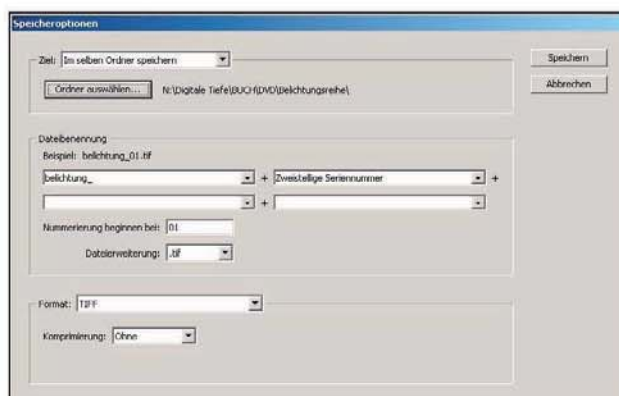 Speicheroptionen
Ziel: Im selben Ordner speichern
Speichern
Ordner auswählen... N:\Digitale Tiefe\BUCH\DVD\Belichtungsreihe\
Abbrechen
Dateibenennung
Beispiel: belichtung_01.tif
belichtung_ + Zweistellige Seriennummer +
+
Nummerierung beginnen bei: 01
Dateierweiterung: .tif
Format: TIFF
Komprimierung: Ohne